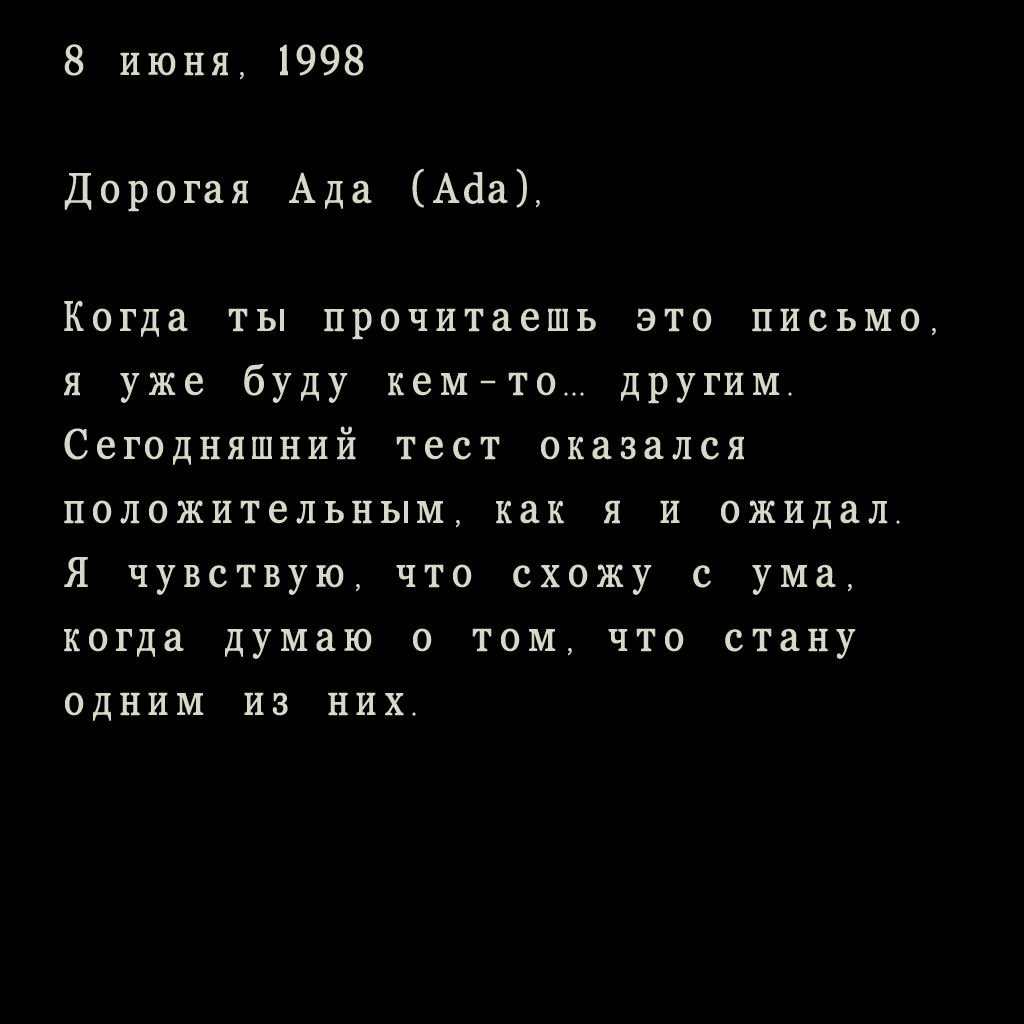 8 июня, 1998
Дорогая Ада (Ada),
Когда ты прочитаешь это письмо,
я уже буду кем-то... другим.
Сегодняшний тест оказался
положительным, как я и ожидал.
Я чувствую, что схожу с ума,
когда думаю о том, что стану
одним из них.